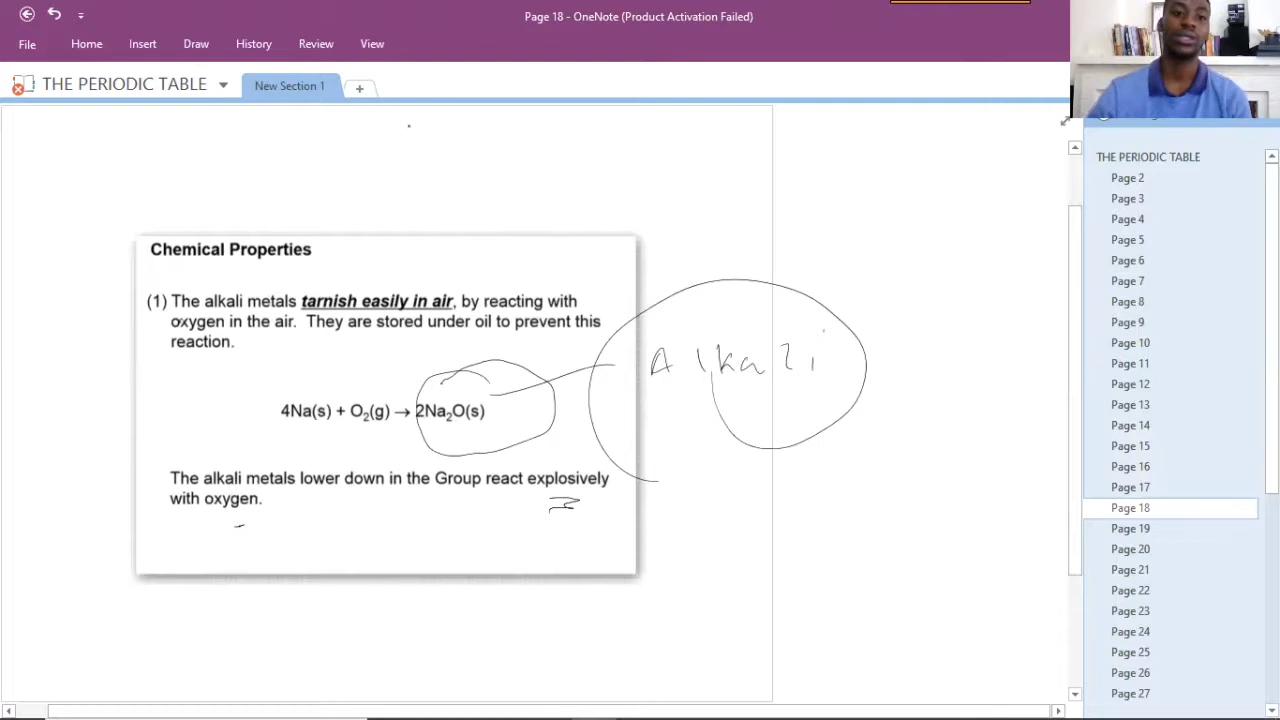 Page 18 - OneNote (Product Activation Failed)
File Home Insert Draw History Review View
THE PERIODIC TABLE New Section 1
Chemical Properties
(1) The alkali metals tarnish easily in air, by reacting with
oxygen in the air. They are stored under oil to prevent this
reaction.
4Na(s) + O₂(g) → 2Na₂O(s)
The alkali metals lower down in the Group react explosively
with oxygen.
Alkali
THE PERIODIC TABLE
Page 2
Page 3
Page 4
Page 5
Page 6
Page 7
Page 8
Page 9
Page 10
Page 11
Page 12
Page 13
Page 14
Page 15
Page 16
Page 17
Page 18
Page 19
Page 20
Page 21
Page 22
Page 23
Page 24
Page 25
Page 26
Page 27